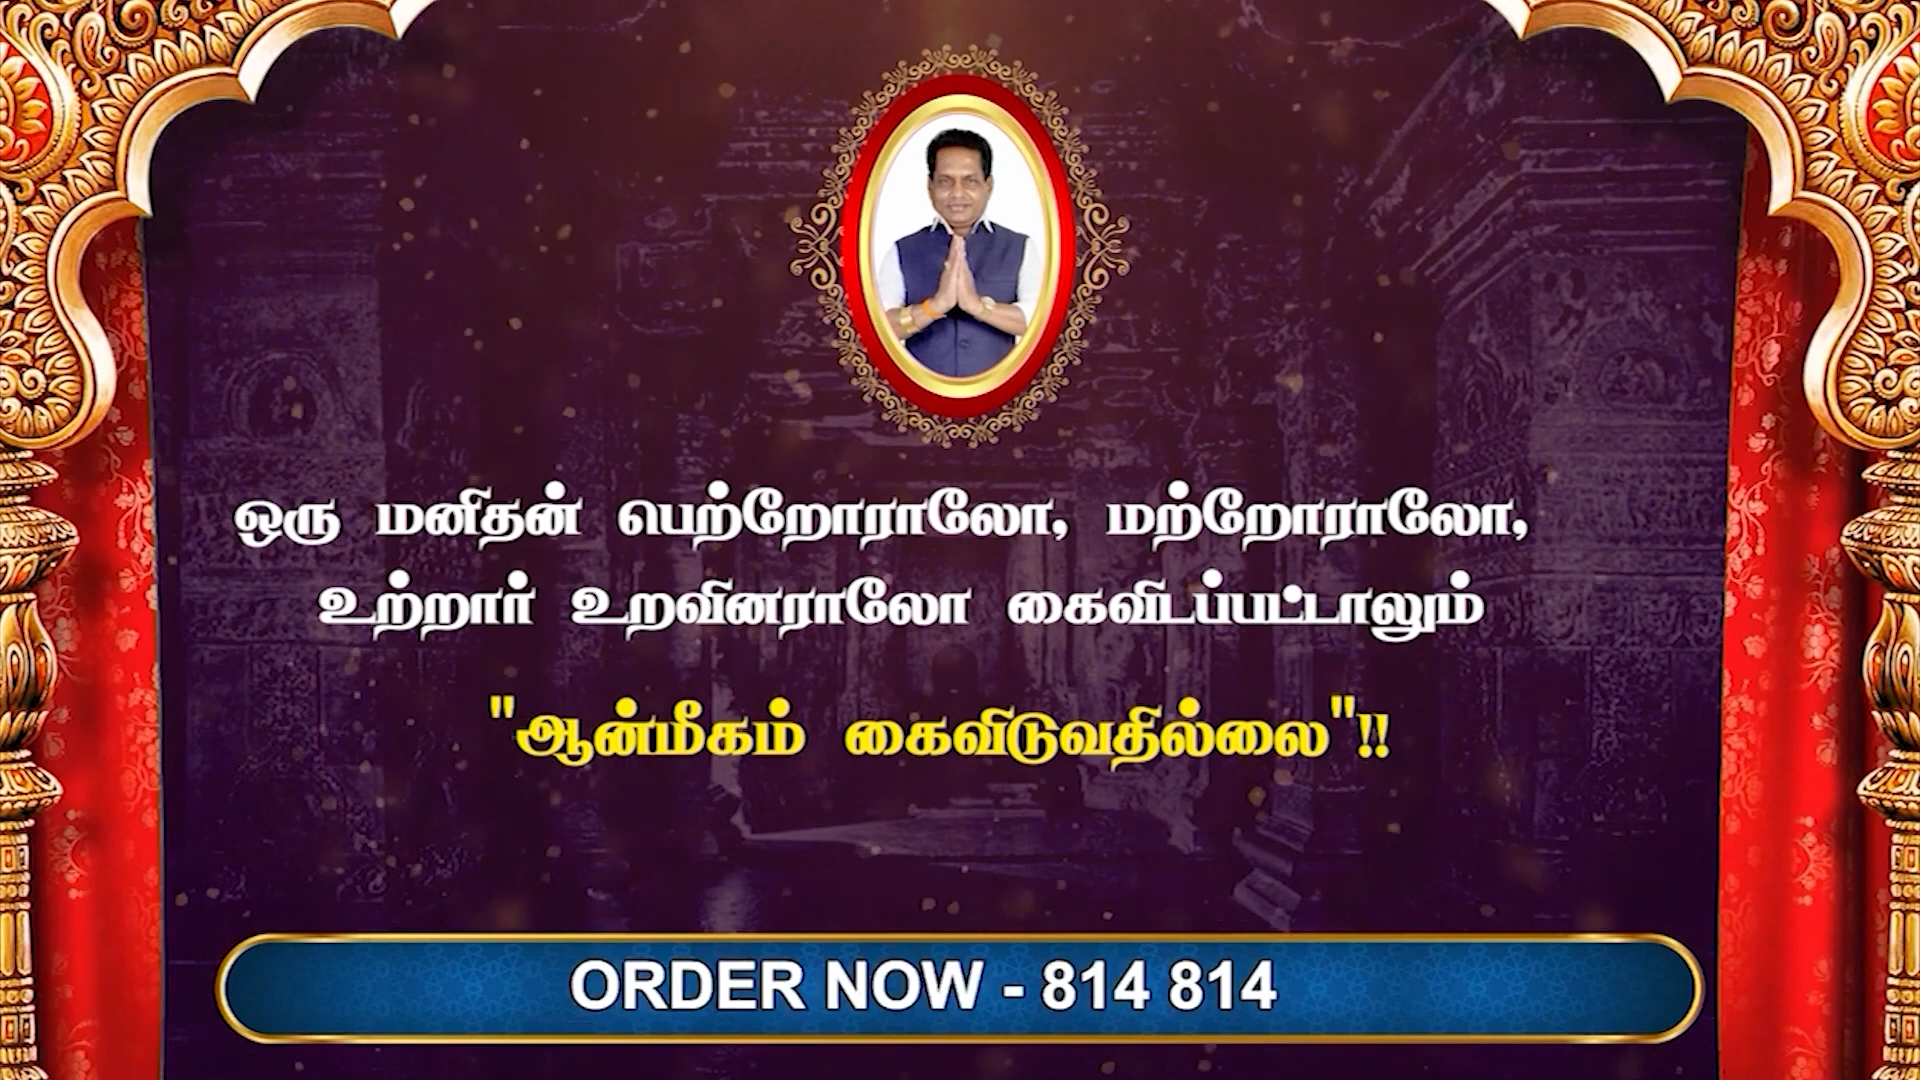 ஒரு மனிதன் பெற்றோராலோ, மற்றோராலோ,
உற்றார் உறவினராலோ கைவிடப்பட்டாலும்
"ஆன்மீகம் கைவிடுவதில்லை"!!
ORDER NOW - 814 814